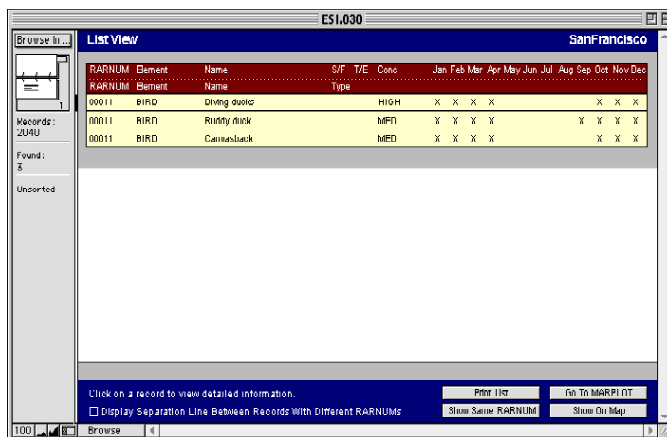 ESI.030
Browse In ...
List View SanFrancisco
RARNUM Element Name S/F T/E Conc Jan Feb Mar Apr May Jun Jul Aug Sep Oct Nov Dec
RARNUM Element Name Type
00011 BIRD Diving ducks HIGH X X X X X X X
00011 BIRD Ruddy duck MED X X X X X X X X
00011 BIRD Canvasback MED X X X X X X X
1
Records:
2040
Found:
3
Unsorted
Click on a record to view detailed information.
Print List Go To MARPLOT
Display Separation Line Between Records With Different RARNUMs
Show Same RARNUM Show On Map
100 Browse